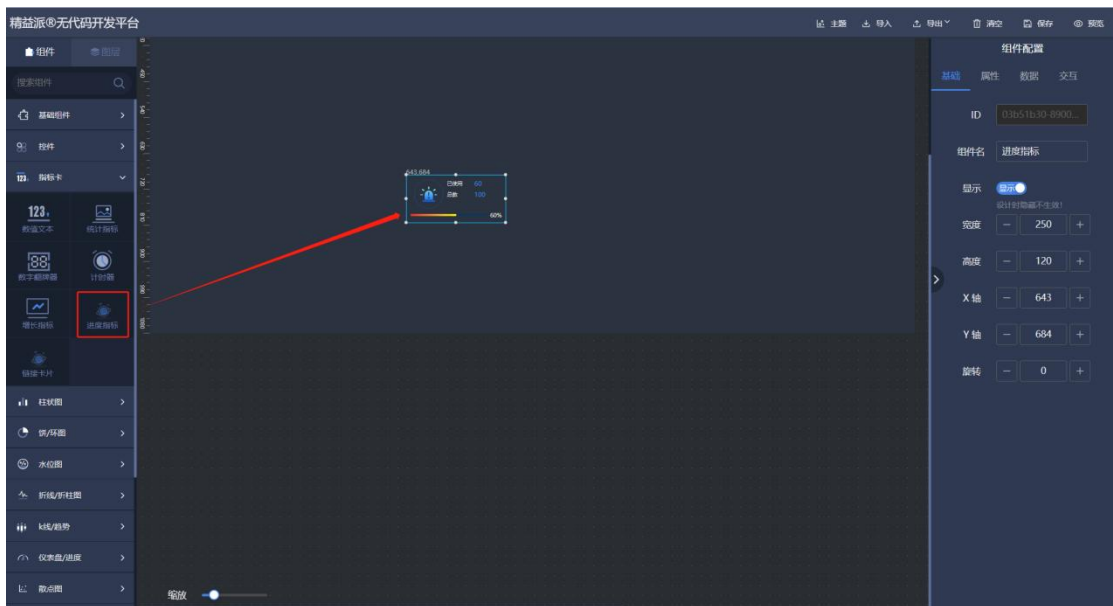 精益派®无代码开发平台
主题 导入 导出 清空 保存 预览
组件 图层
搜索组件
基础组件
控件
123. 指标卡
123.
数值文本 统计指标
88
数字翻牌器 计时器
增长指标 进度指标
链接卡片
柱状图
饼/环图
水位图
折线/折柱图
k线/趋势
仪表盘/进度
散点图
643,684
已使用 60
总数 100
60%
缩放
组件配置
基础 属性 数据 交互
ID 03b51b30-8900...
组件名 进度指标
显示 显示
设计时隐藏不生效!
宽度 － 250 +
高度 － 120 +
X 轴 － 643 +
Y 轴 － 684 +
旋转 － 0 +